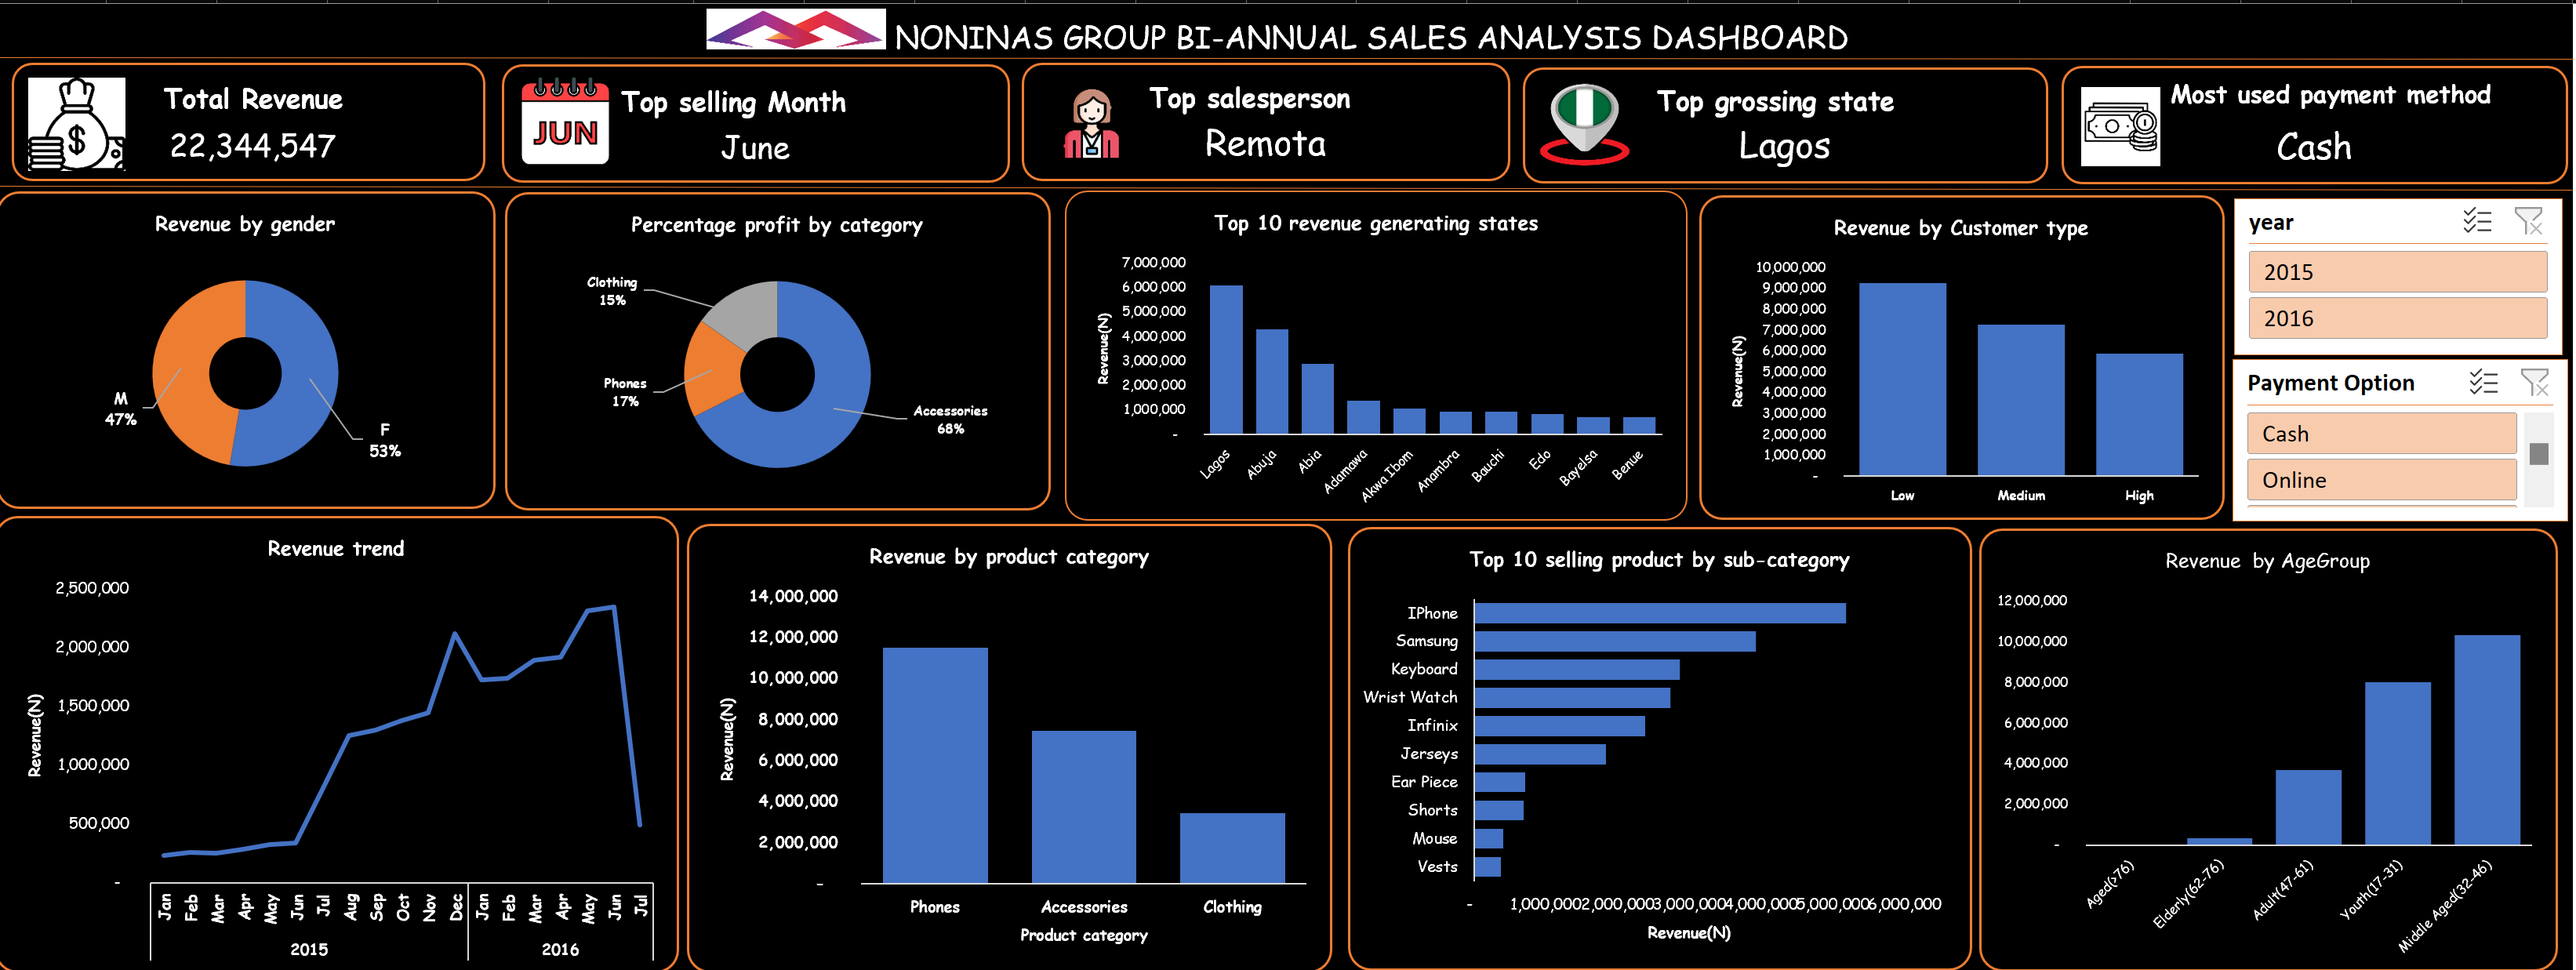 NONINAS GROUP BI-ANNUAL SALES ANALYSIS DASHBOARD
Total Revenue
22,344,547
JUN
Top selling Month
June
Top salesperson
Remota
Top grossing state
Lagos
Most used payment method
Cash
Revenue by gender
M
47%
F
53%
Percentage profit by category
Clothing
15%
Phones
17%
Accessories
68%
Top 10 revenue generating states
7,000,000
6,000,000
5,000,000
4,000,000
3,000,000
2,000,000
1,000,000
-
Revenue(N)
Lagos
Abuja
Abia
Adamawa
Akwa Ibom
Anambra
Bauchi
Edo
Bayelsa
Benue
Revenue by Customer type
10,000,000
9,000,000
8,000,000
7,000,000
6,000,000
5,000,000
4,000,000
3,000,000
2,000,000
1,000,000
-
Revenue(N)
Low
Medium
High
year
2015
2016
Payment Option
Cash
Online
Revenue trend
2,500,000
2,000,000
1,500,000
1,000,000
500,000
-
Revenue(N)
Jan
Feb
Mar
Apr
May
Jun
Jul
Aug
Sep
Oct
Nov
Dec
Jan
Feb
Mar
Apr
May
Jun
Jul
2015
2016
Revenue by product category
14,000,000
12,000,000
10,000,000
8,000,000
6,000,000
4,000,000
2,000,000
-
Revenue(N)
Phones
Accessories
Clothing
Product category
Top 10 selling product by sub-category
IPhone
Samsung
Keyboard
Wrist Watch
Infinix
Jerseys
Ear Piece
Shorts
Mouse
Vests
- 1,000,000 2,000,000 3,000,000 4,000,000 5,000,000 6,000,000
Revenue(N)
Revenue by AgeGroup
12,000,000
10,000,000
8,000,000
6,000,000
4,000,000
2,000,000
-
Aged(>76)
Elderly(62-76)
Adult(47-61)
Youth(17-31)
Middle Aged(32-46)